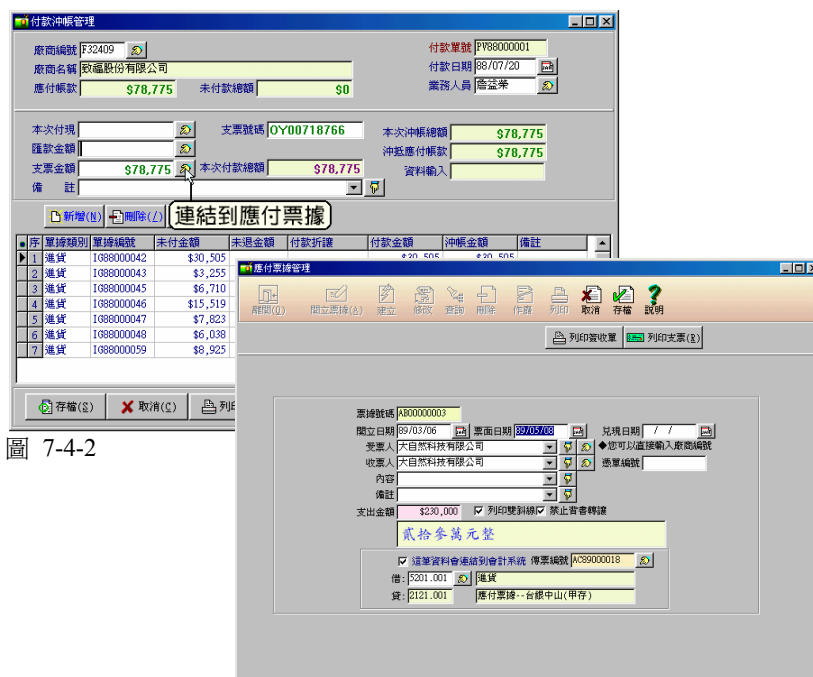 付款沖帳管理
廠商編號 F32409 付款單號 PV88000001
廠商名稱 致福股份有限公司 付款日期 88/07/20
應付帳款 $78,775 未付款總額 $0 業務人員 詹益榮
本次付現 支票號碼 OY00718766 本次沖帳總額 $78,775
匯款金額 沖抵應付帳款 $78,775
支票金額 $78,775 本次付款總額 $78,775 資料輸入
備 註
新增(N) 刪除(/) 連結到應付票據
序 單據類別 單據編號 未付金額 未退金額 付款折讓 付款金額 沖帳金額 備註
1 進貨 IG88000042 $30,505 $30,505 $30,505
2 進貨 IG88000043 $3,255
3 進貨 IG88000045 $6,710
4 進貨 IG88000046 $15,519
5 進貨 IG88000047 $7,823
6 進貨 IG88000048 $6,038
7 進貨 IG88000059 $8,925
存檔(S) 取消(C) 列印
圖 7-4-2
應付票據管理
離開(Q) 開立票據(A) 建立 修改 查詢 刪除 作廢 列印 取消 存檔 說明
列印簽收單 列印支票(R)
票據號碼 AB00000003
開立日期 89/03/06 票面日期 89/05/08 兌現日期 / /
受票人 大自然科技有限公司 ◆您可以直接輸入廠商編號
收票人 大自然科技有限公司 憑單編號
內容
備註
支出金額 $230,000 列印雙斜線 禁止背書轉讓
貳拾參萬元整
這筆資料會連結到會計系統 傳票編號 AC89000018
借: 5201.001 進貨
貸: 2121.001 應付票據--台銀中山(甲存)